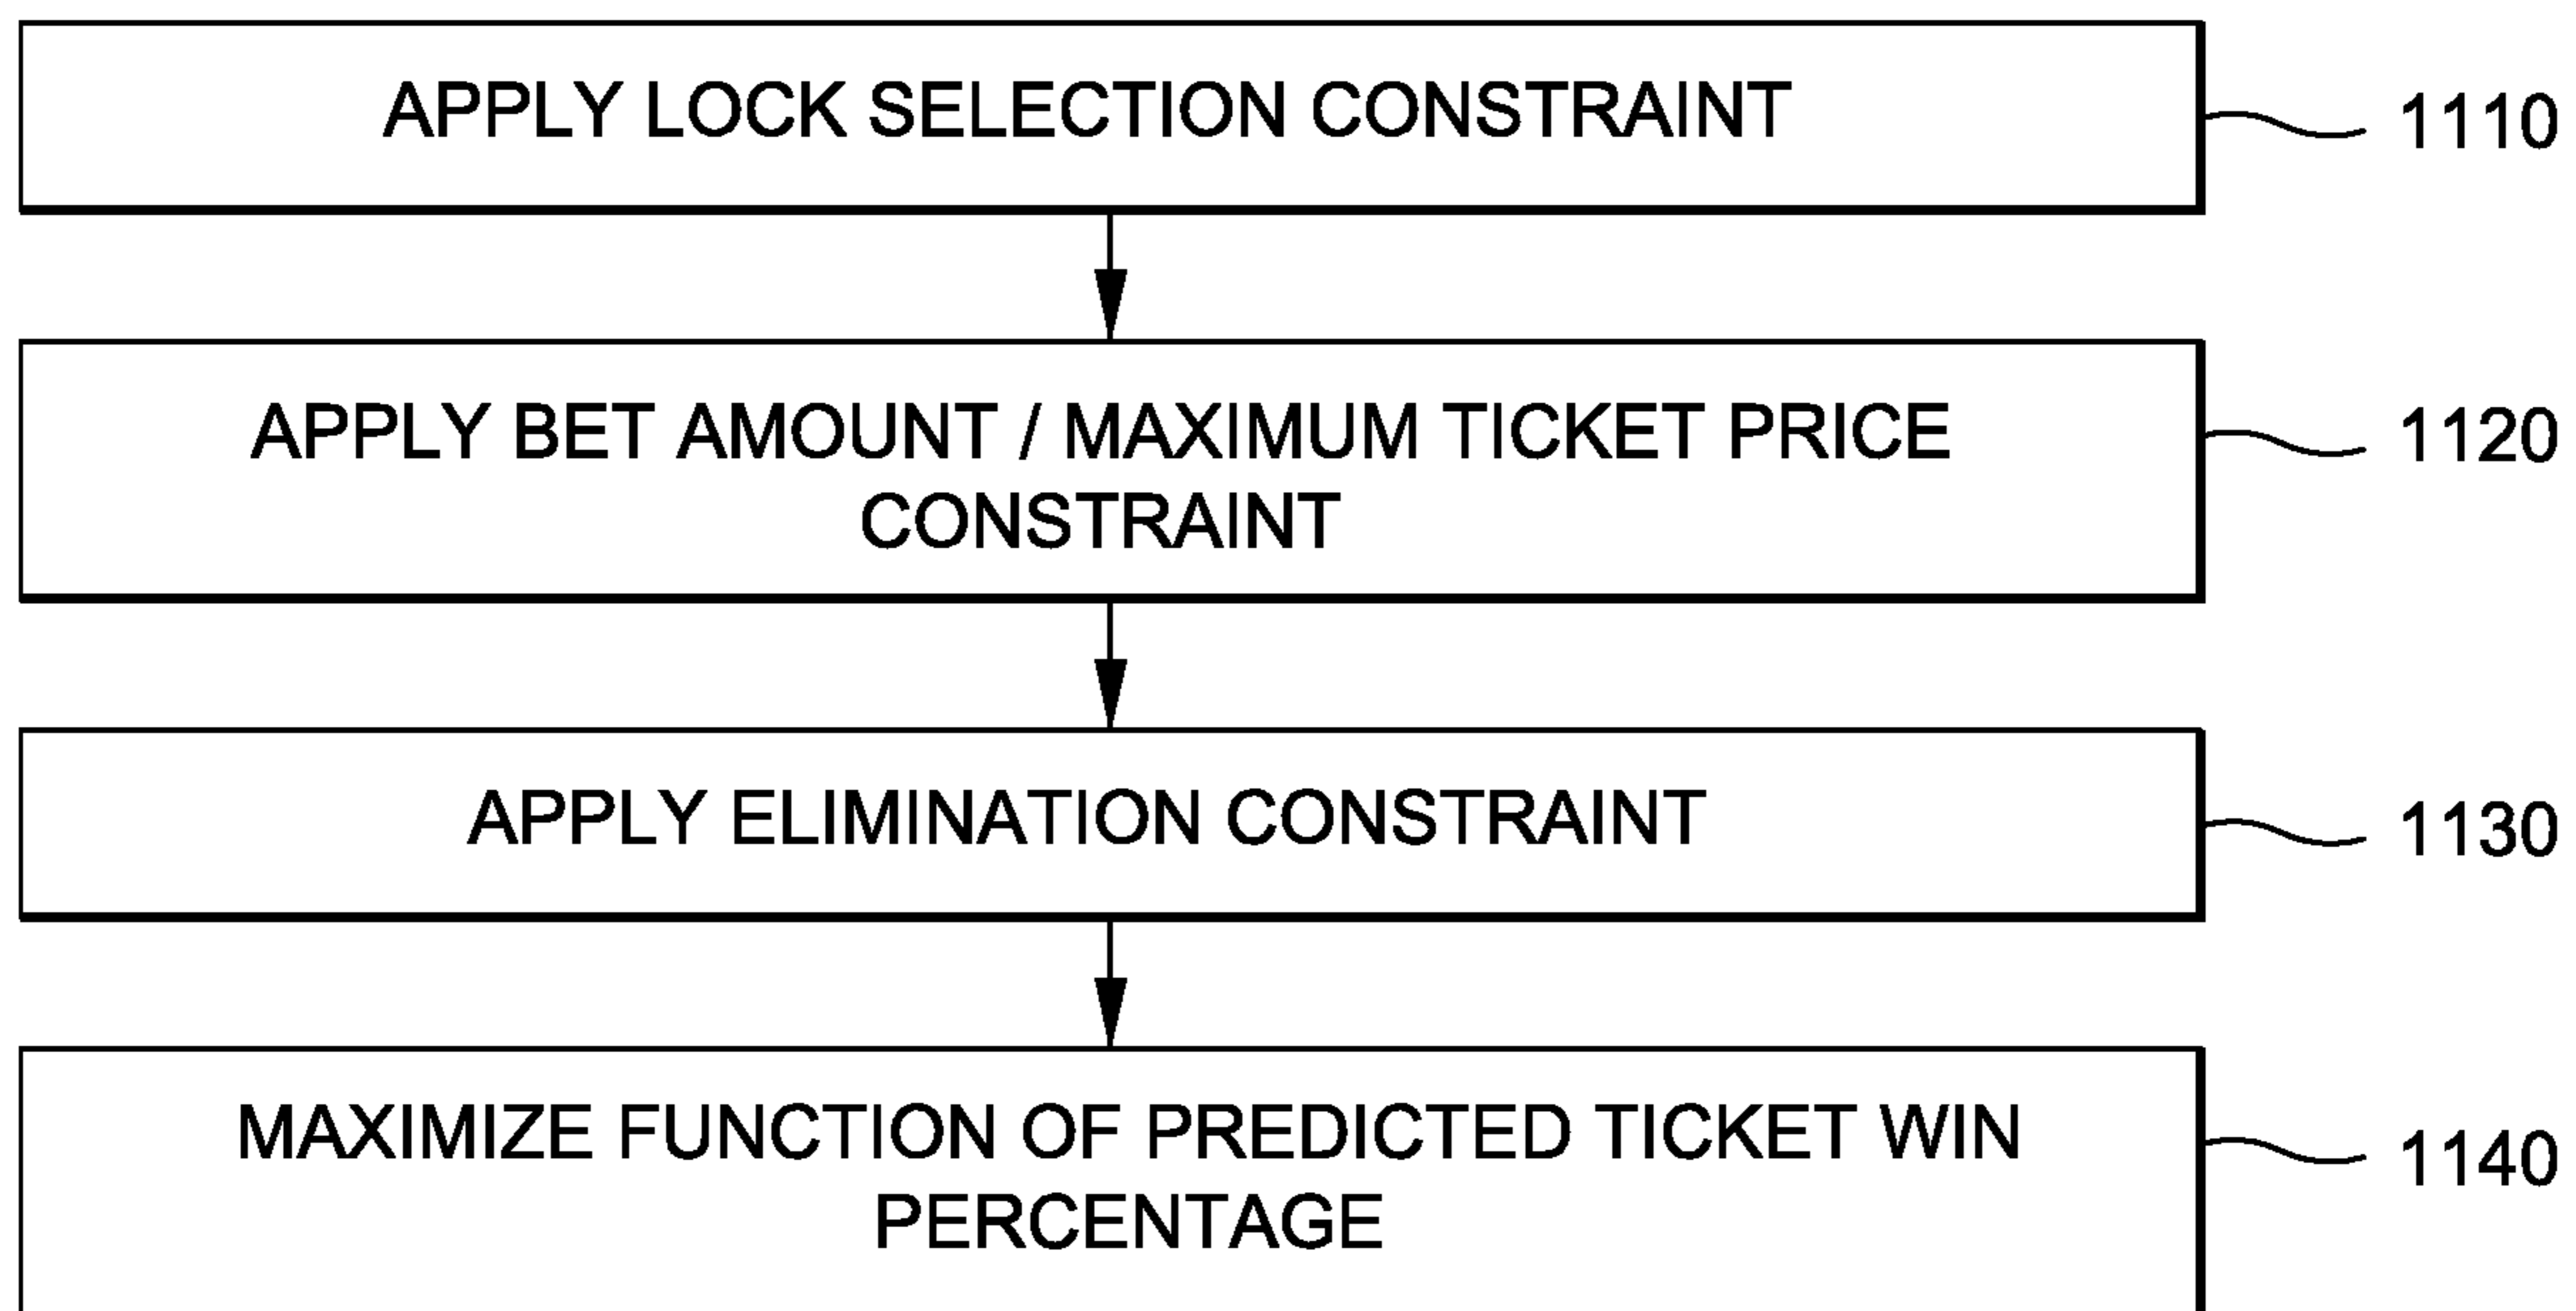 APPLY LOCK SELECTION CONSTRAINT
1110
APPLY BET AMOUNT / MAXIMUM TICKET PRICE
CONSTRAINT
1120
APPLY ELIMINATION CONSTRAINT
1130
MAXIMIZE FUNCTION OF PREDICTED TICKET WIN
PERCENTAGE
1140